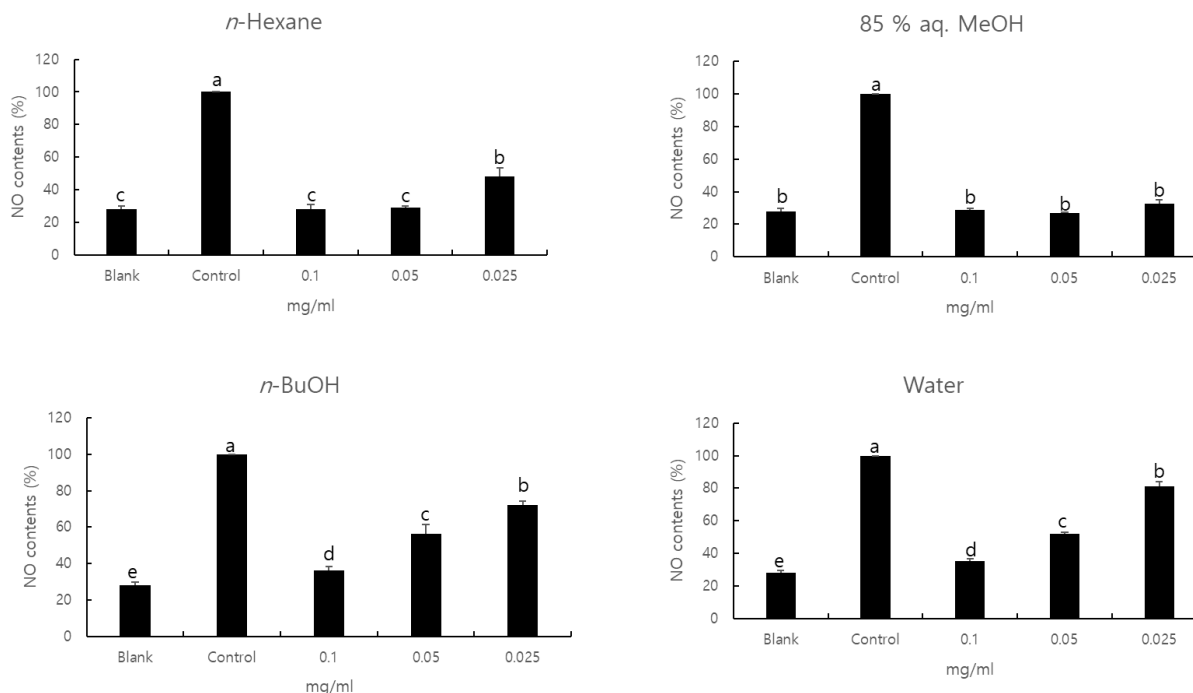 n-Hexane
120
100
80
60
40
20
0
NO contents (%)
c
a
c
c
b
Blank Control 0.1 0.05 0.025
mg/ml
85 % aq. MeOH
120
100
80
60
40
20
0
NO contents (%)
b
a
b
b
b
Blank Control 0.1 0.05 0.025
mg/ml
n-BuOH
120
100
80
60
40
20
0
NO contents (%)
e
a
d
c
b
Blank Control 0.1 0.05 0.025
mg/ml
Water
120
100
80
60
40
20
0
NO contents (%)
e
a
d
c
b
Blank Control 0.1 0.05 0.025
mg/ml